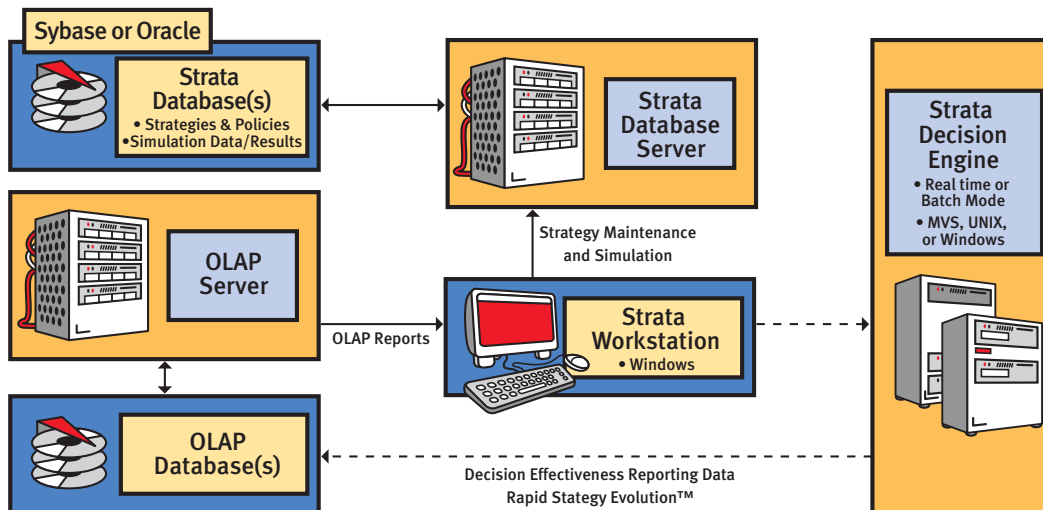 Sybase or Oracle
Strata
Database(s)
• Strategies & Policies
•Simulation Data/Results
Strata
Database
Server
Strata
Decision
Engine
• Real time or
Batch Mode
• MVS, UNIX,
or Windows
OLAP
Server
Strategy Maintenance
and Simulation
OLAP Reports
Strata
Workstation
• Windows
OLAP
Database(s)
Decision Effectiveness Reporting Data
Rapid Stategy Evolution™